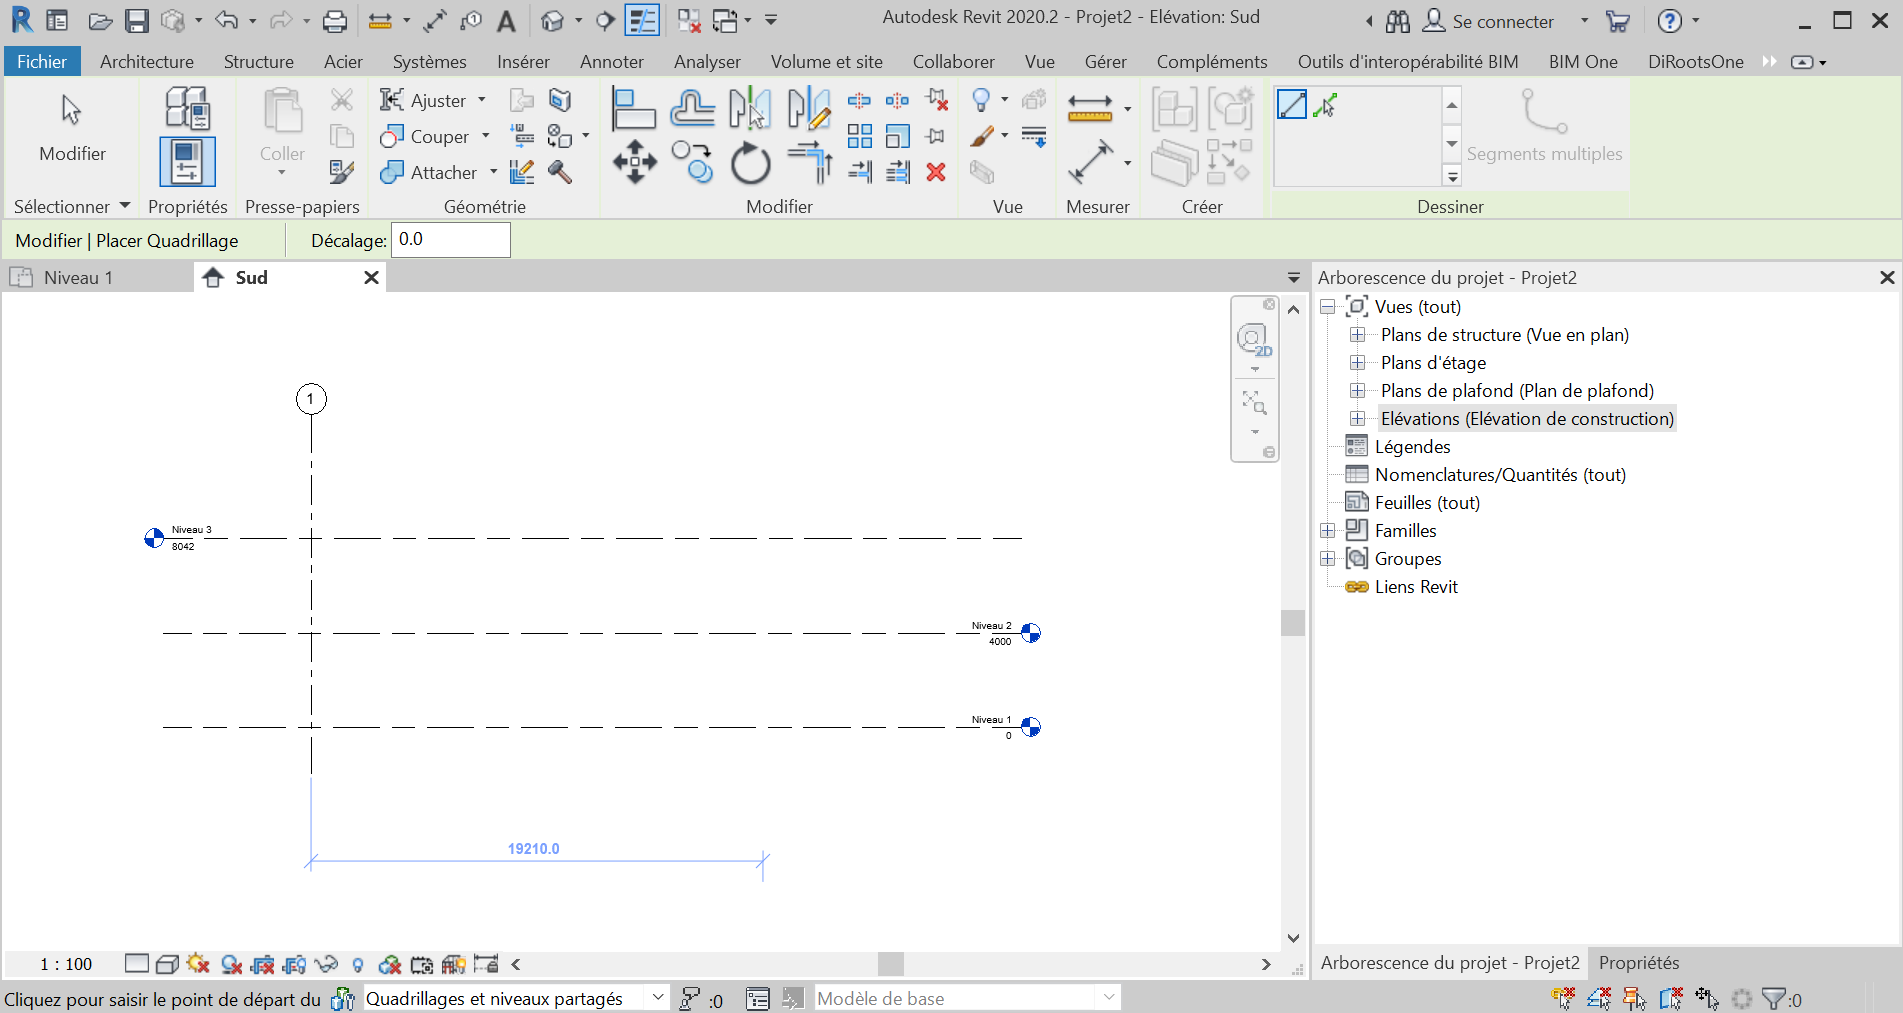 Autodesk Revit 2020.2 - Projet2 - Elévation: Sud
Se connecter
Fichier Architecture Structure Acier Systèmes Insérer Annoter Analyser Volume et site Collaborer Vue Gérer Compléments Outils d'interopérabilité BIM BIM One DiRootsOne
Modifier
Coller
Ajuster
Couper
Attacher
Segments multiples
Sélectionner Propriétés Presse-papiers Géométrie Modifier Vue Mesurer Créer Dessiner
Modifier | Placer Quadrillage Décalage: 0.0
Niveau 1 Sud
2D
1
Niveau 3
8042
Niveau 2
4000
Niveau 1
0
19210.0
Arborescence du projet - Projet2
Vues (tout)
Plans de structure (Vue en plan)
Plans d'étage
Plans de plafond (Plan de plafond)
Elévations (Elévation de construction)
Légendes
Nomenclatures/Quantités (tout)
Feuilles (tout)
Familles
Groupes
Liens Revit
1 : 100
Arborescence du projet - Projet2 Propriétés
Cliquez pour saisir le point de départ du Quadrillages et niveaux partagés :0 Modèle de base :0